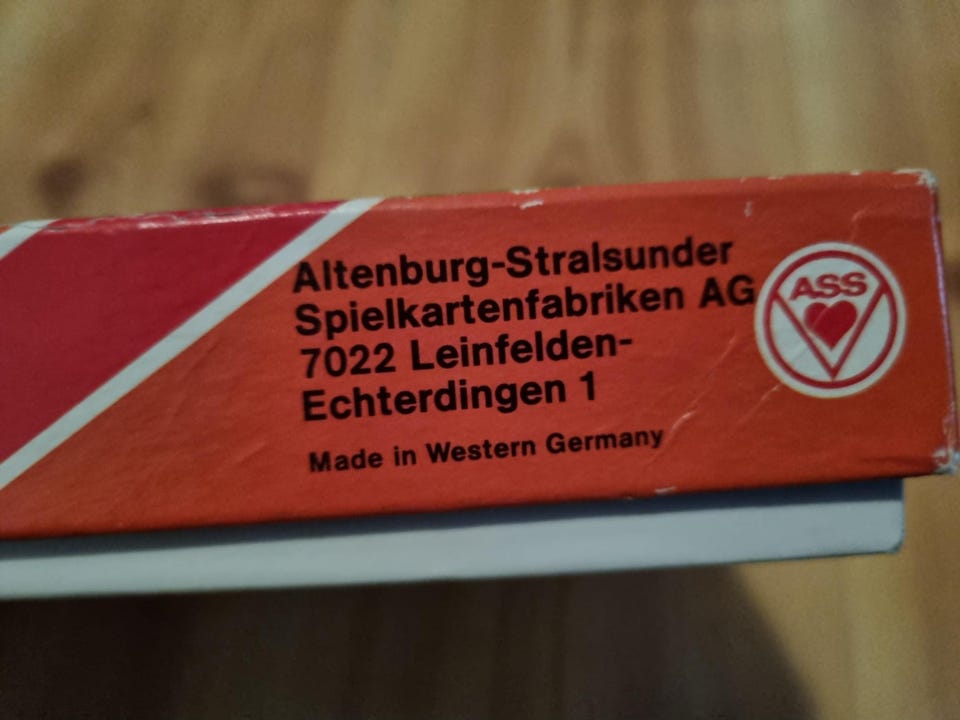 Altenburg-Stralsunder
Spielkartenfabriken AG
7022 Leinfelden-
Echterdingen 1
Made in Western Germany
ASS